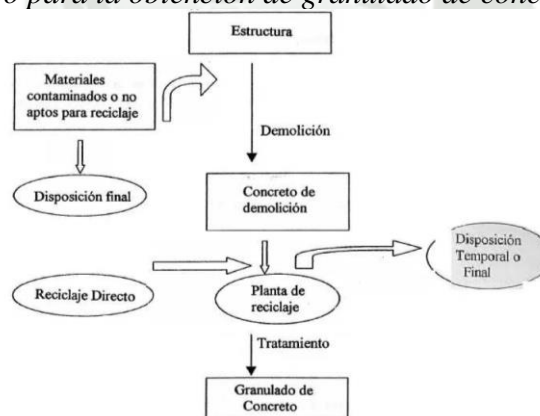 o para la obtención de granulado de conc
Estructura
Materiales
contaminados o no
aptos para reciclaje
Demolición
Disposición final
Concreto de
demolición
Disposición
Temporal o
Final
Reciclaje Directo
Planta de
reciclaje
Tratamiento
Granulado de
Concreto